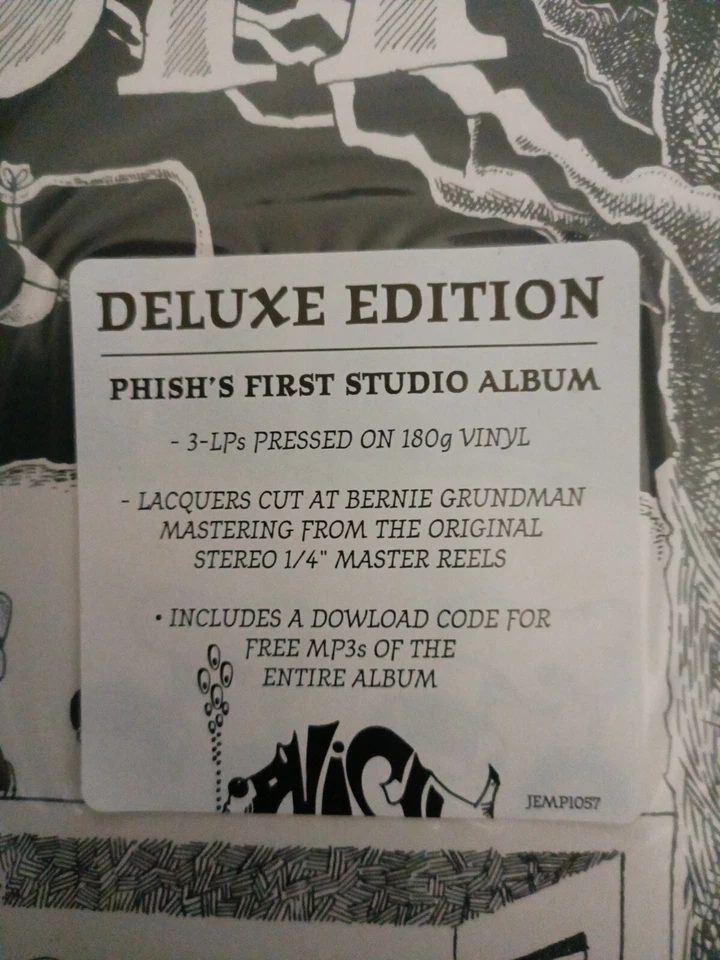 DELUXE EDITION
PHISH'S FIRST STUDIO ALBUM
- 3-LPs PRESSED ON 180g VINYL
- LACQUERS CUT AT BERNIE GRUNDMAN
MASTERING FROM THE ORIGINAL
STEREO 1/4" MASTER REELS
• INCLUDES A DOWLOAD CODE FOR
FREE MP3s OF THE
ENTIRE ALBUM
JEMP1057